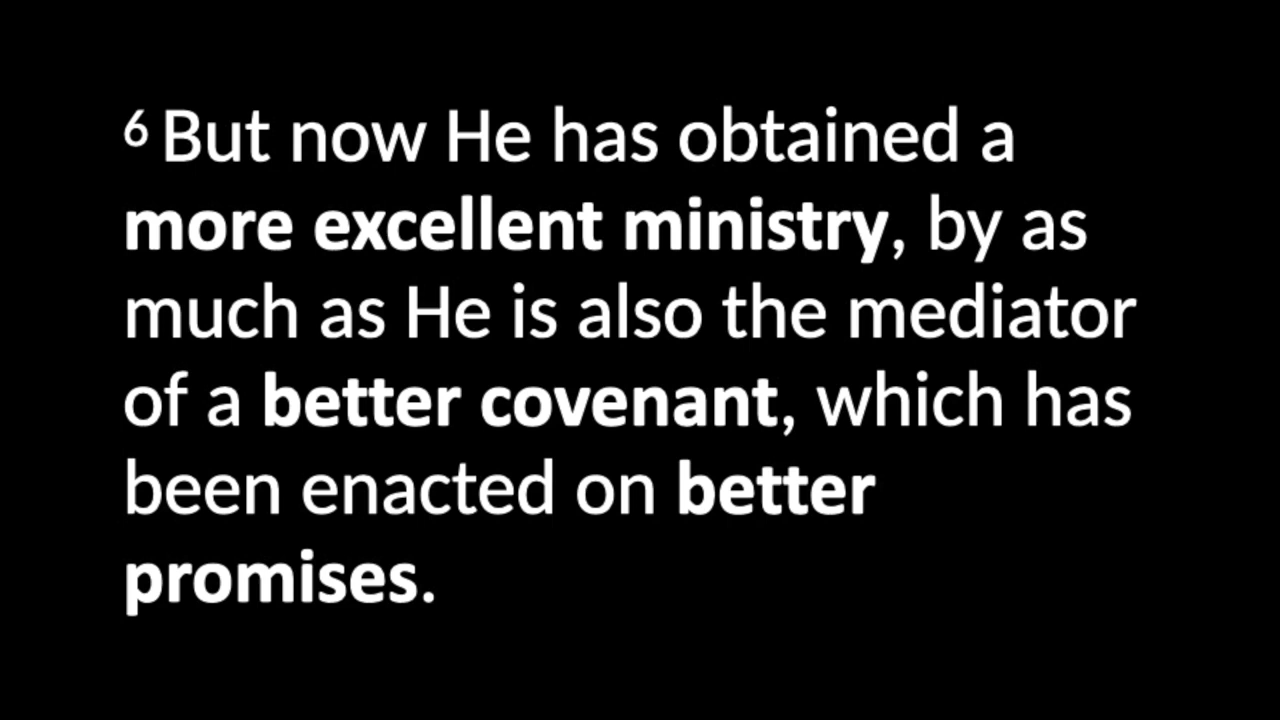 6 But now He has obtained a
more excellent ministry, by as
much as He is also the mediator
of a better covenant, which has
been enacted on better
promises.